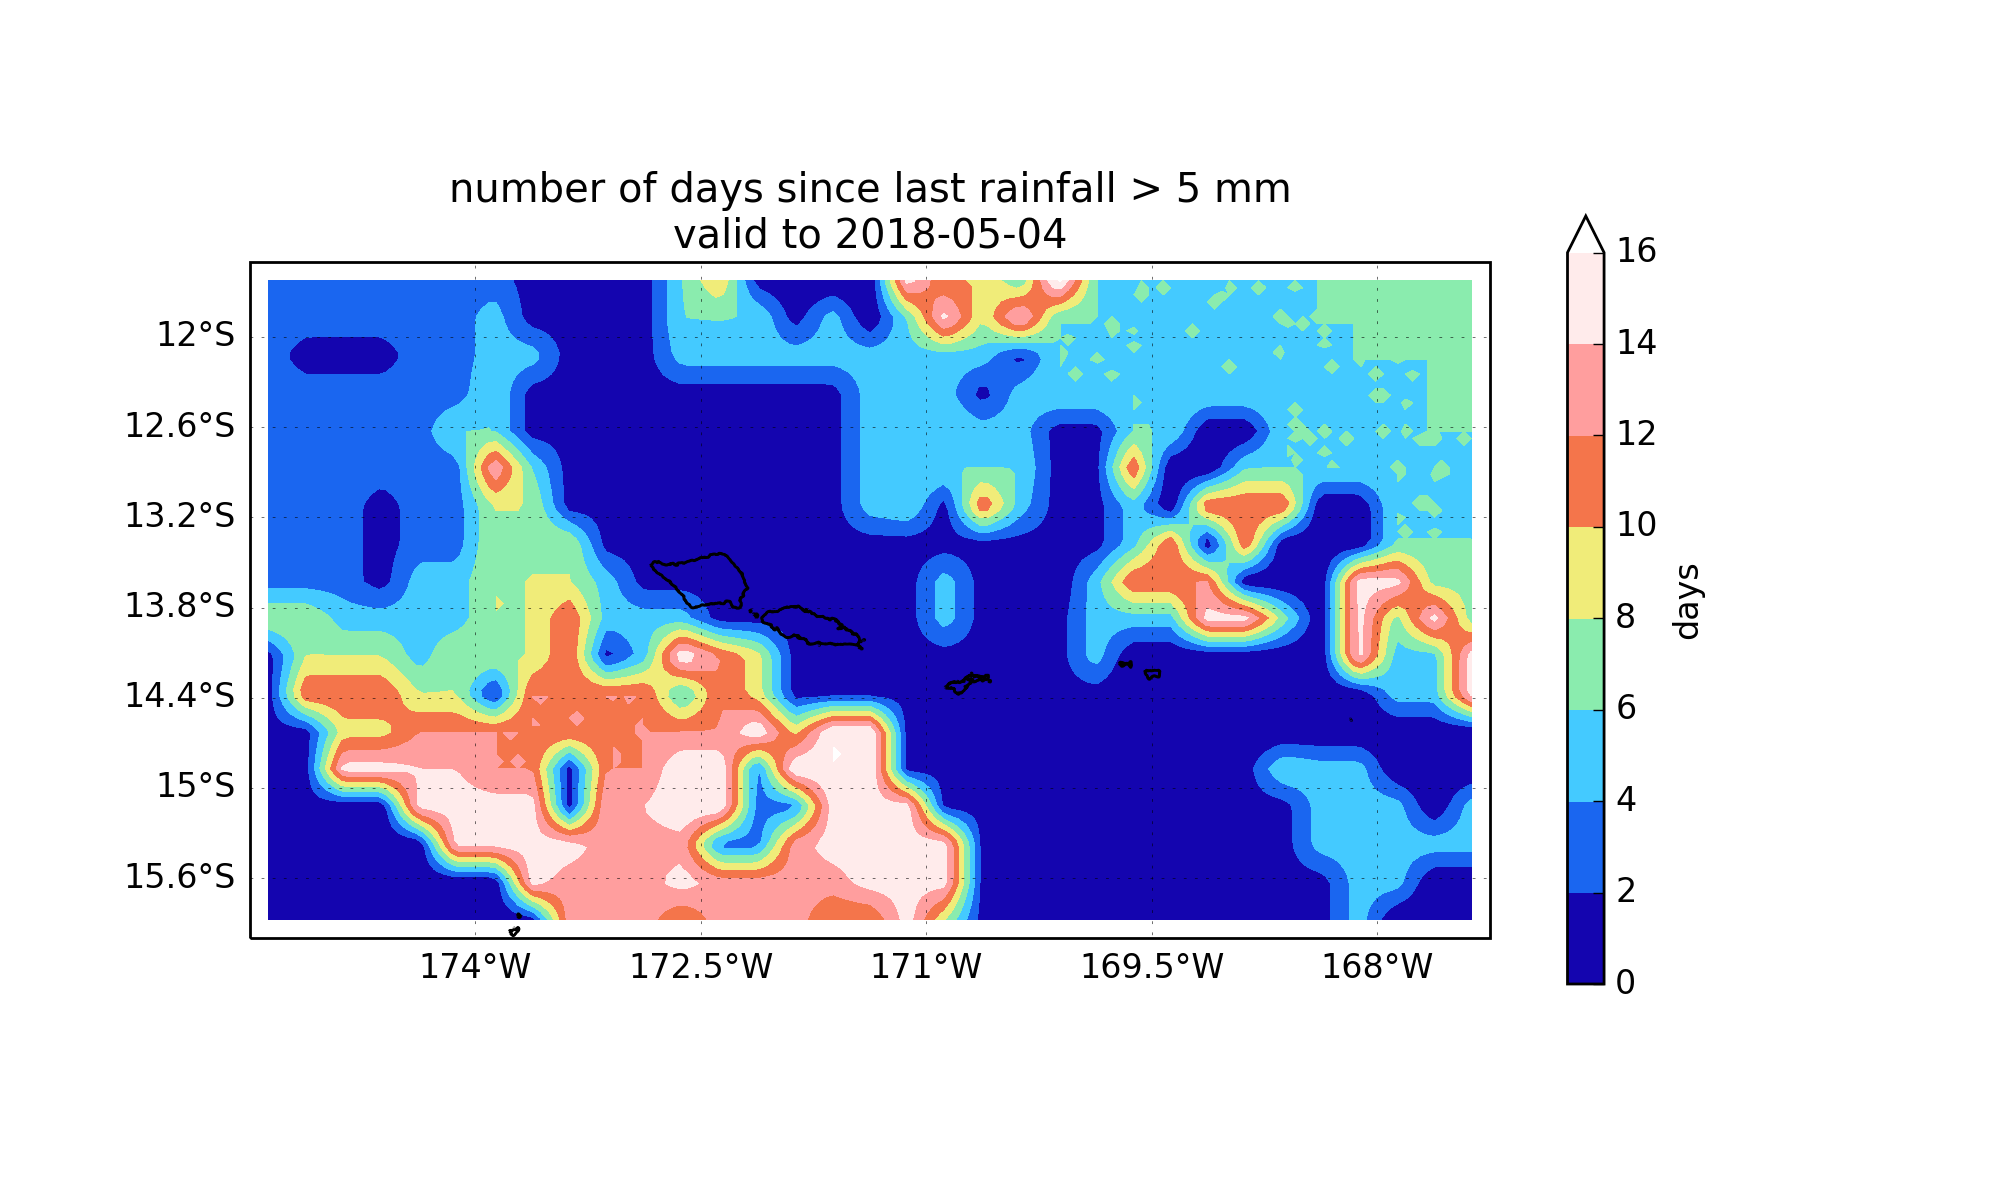 number of days since last rainfall > 5 mm
valid to 2018-05-04
12°S
12.6°S
13.2°S
13.8°S
14.4°S
15°S
15.6°S
174°W
172.5°W
171°W
169.5°W
168°W
16
14
12
10
8
6
4
2
0
days